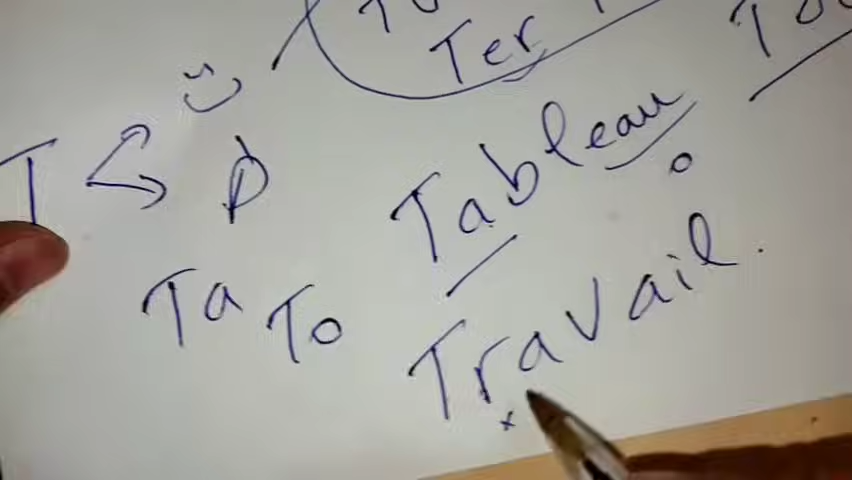 Ter
T ت
Þ
Tableau
o
Ta To
Travail.
x